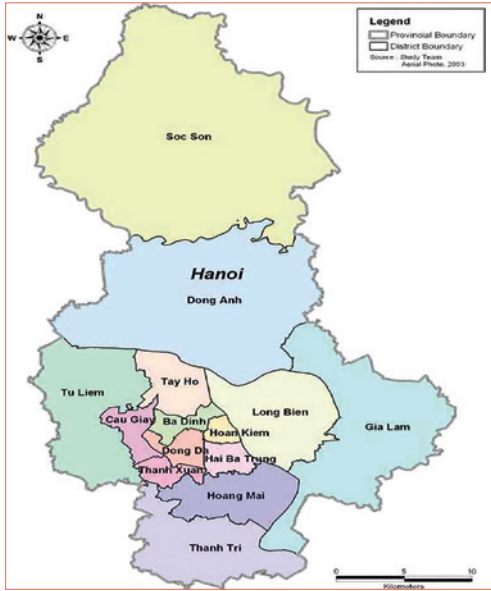 N
W E
S
Legend
Provincial Boundary
District Boundary
Source : Study Team
Aerial Photo, 2003
Soc Son
Hanoi
Dong Anh
Tay Ho
Tu Liem
Long Bien
Cau Giay
Ba Dinh
Hoan Kiem
Gia Lam
Dong Da
Hai Ba Trung
Thanh Xuan
Hoang Mai
Thanh Tri
0 5 10
Kilometers